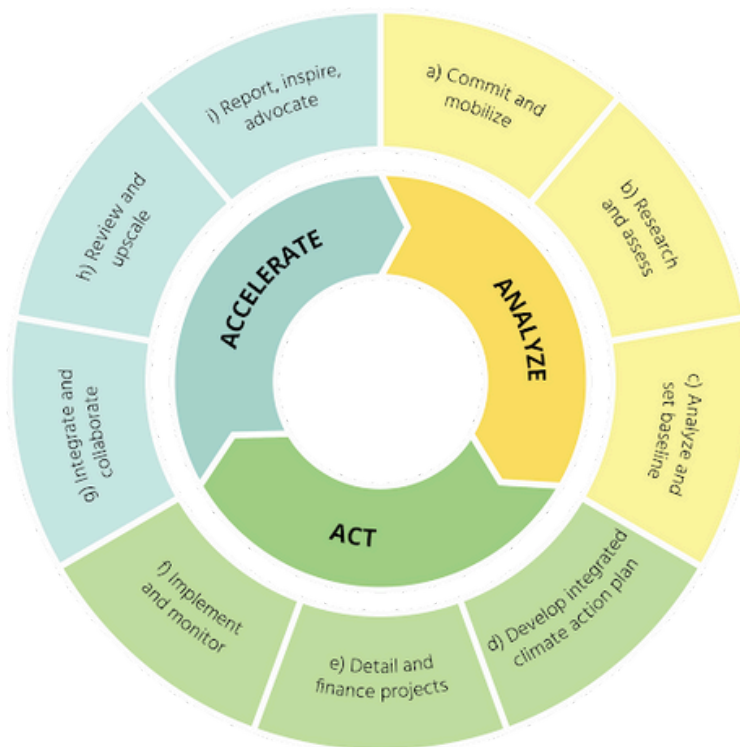 a) Commit and
mobilize
b) Research
and assess
c) Analyze and
set baseline
d) Develop integrated
climate action plan
e) Detail and
finance projects
f) Implement
and monitor
g) Integrate and
collaborate
h) Review and
upscale
i) Report, inspire,
advocate
ANALYZE
ACT
ACCELERATE